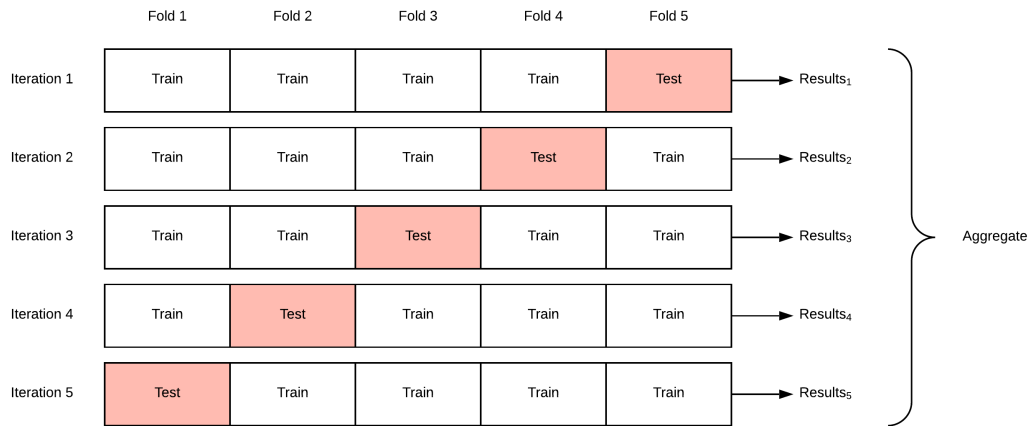 Fold 1 Fold 2 Fold 3 Fold 4 Fold 5
Iteration 1 Train Train Train Train Test Results₁
Iteration 2 Train Train Train Test Train Results₂
Iteration 3 Train Train Test Train Train Results₃
Aggregate
Iteration 4 Train Test Train Train Train Results₄
Iteration 5 Test Train Train Train Train Results₅